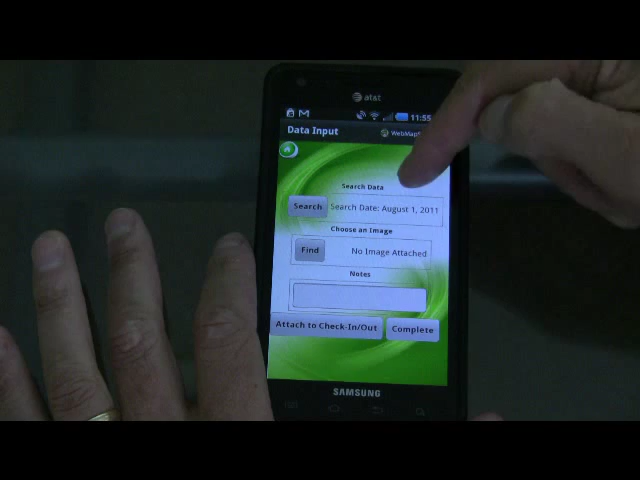 at&t
11:55
Data Input
Search Data
Search
Search Date: August 1, 2011
Choose an Image
Find
No Image Attached
Notes
Attach to Check-In/Out
Complete
SAMSUNG